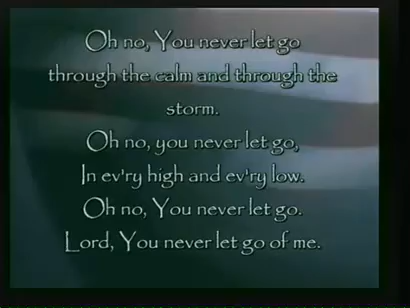 Oh no, You never let go
through the calm and through the
storm.
Oh no, you never let go,
In ev'ry high and ev'ry low.
Oh no, You never let go.
Lord, You never let go of me.